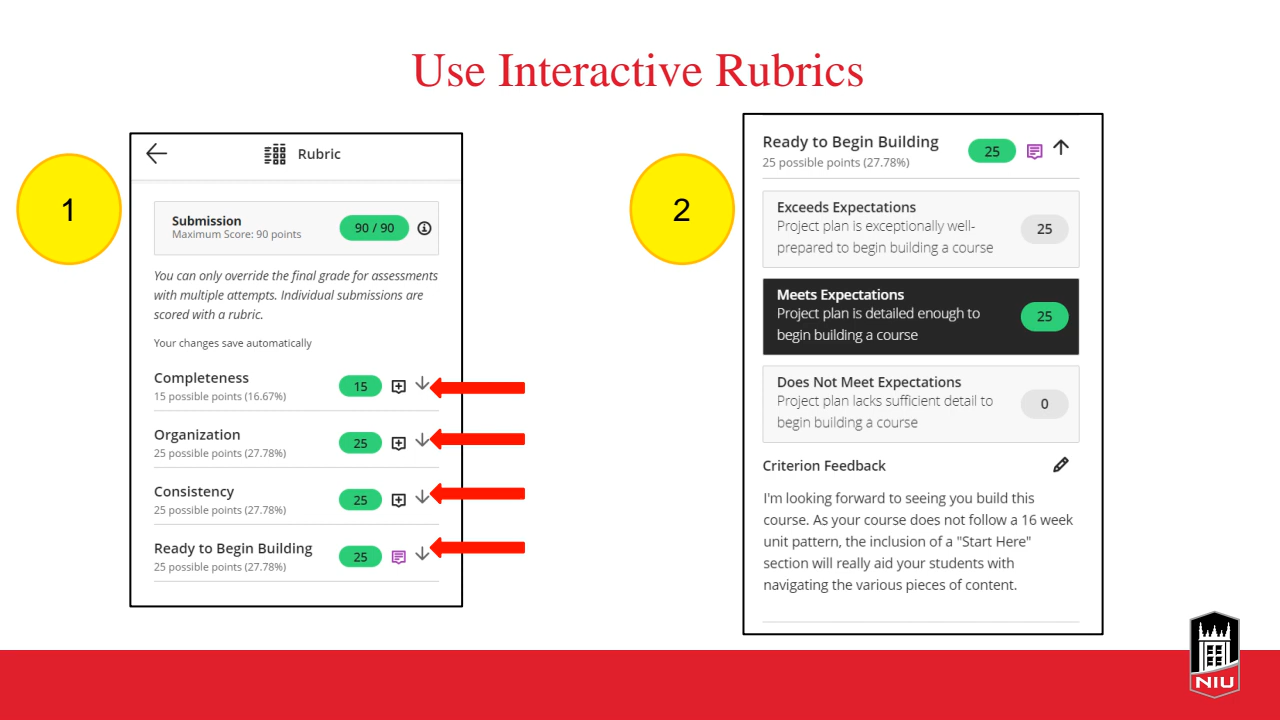 Use Interactive Rubrics
1
Rubric
Submission
Maximum Score: 90 points
90 / 90
You can only override the final grade for assessments
with multiple attempts. Individual submissions are
scored with a rubric.
Your changes save automatically
Completeness
15 possible points (16.67%)
15
Organization
25 possible points (27.78%)
25
Consistency
25 possible points (27.78%)
25
Ready to Begin Building
25 possible points (27.78%)
25
2
Ready to Begin Building
25 possible points (27.78%)
25
Exceeds Expectations
Project plan is exceptionally well-
prepared to begin building a course
25
Meets Expectations
Project plan is detailed enough to
begin building a course
25
Does Not Meet Expectations
Project plan lacks sufficient detail to
begin building a course
0
Criterion Feedback
I'm looking forward to seeing you build this
course. As your course does not follow a 16 week
unit pattern, the inclusion of a "Start Here"
section will really aid your students with
navigating the various pieces of content.
NIU